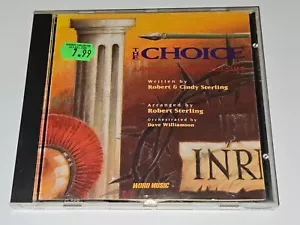 7.99
THE CHOICE
Written by
Robert & Cindy Sterling
Arranged by
Robert Sterling
Orchestrated by
Dave Williamson
INRI
WORD MUSIC